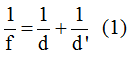 1/f = 1/d + 1/d' (1)